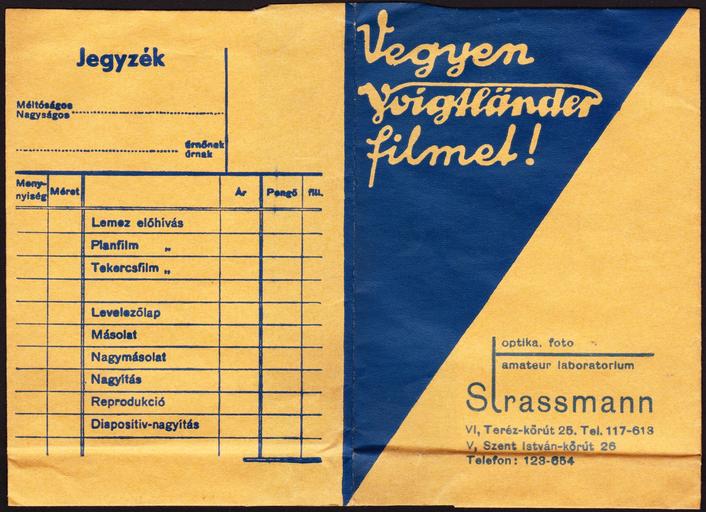 Jegyzék
Méltóságos
Nagyságos
úrnőnek
úrnak
Meny-
nyiség
Méret
Ár
Pengő
fill.
Lemez előhívás
Planfilm „
Tekercsfilm „
Levelezőlap
Másolat
Nagymásolat
Nagyítás
Reprodukció
Diapositiv-nagyítás
Vegyen
Voigtländer
filmet!
optika, foto
amateur laboratorium
Strassmann
VI, Teréz-körút 25. Tel. 117-613
V, Szent István-körút 26
Telefon: 123-654